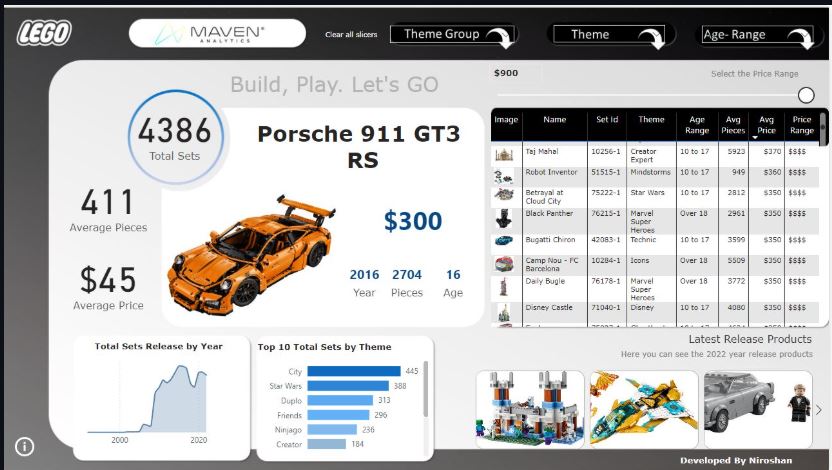 LEGO
MAVEN®
ANALYTICS
Clear all slicers
Theme Group
Theme
Age- Range
Build, Play. Let's GO
$900
Select the Price Range
4386
Total Sets
411
Average Pieces
$45
Average Price
Porsche 911 GT3
RS
$300
2016 2704 16
Year Pieces Age
Image Name Set Id Theme Age Range Avg Pieces Avg Price Price Range
Taj Mahal 10256-1 Creator Expert 10 to 17 5923 $370 $$$$
Robot Inventor 51515-1 Mindstorms 10 to 17 949 $360 $$$$
Betrayal at Cloud City 75222-1 Star Wars 10 to 17 2812 $350 $$$$
Black Panther 76215-1 Marvel Super Heroes Over 18 2961 $350 $$$$
Bugatti Chiron 42083-1 Technic 10 to 17 3599 $350 $$$$
Camp Nou - FC Barcelona 10284-1 Icons Over 18 5509 $350 $$$$
Daily Bugle 76178-1 Marvel Super Heroes Over 18 3772 $350 $$$$
Disney Castle 71040-1 Disney 10 to 17 4080 $350 $$$$
Total Sets Release by Year
2000 2020
Top 10 Total Sets by Theme
City 445
Star Wars 388
Duplo 313
Friends 296
Ninjago 236
Creator 184
Latest Release Products
Here you can see the 2022 year release products
Developed By Niroshan